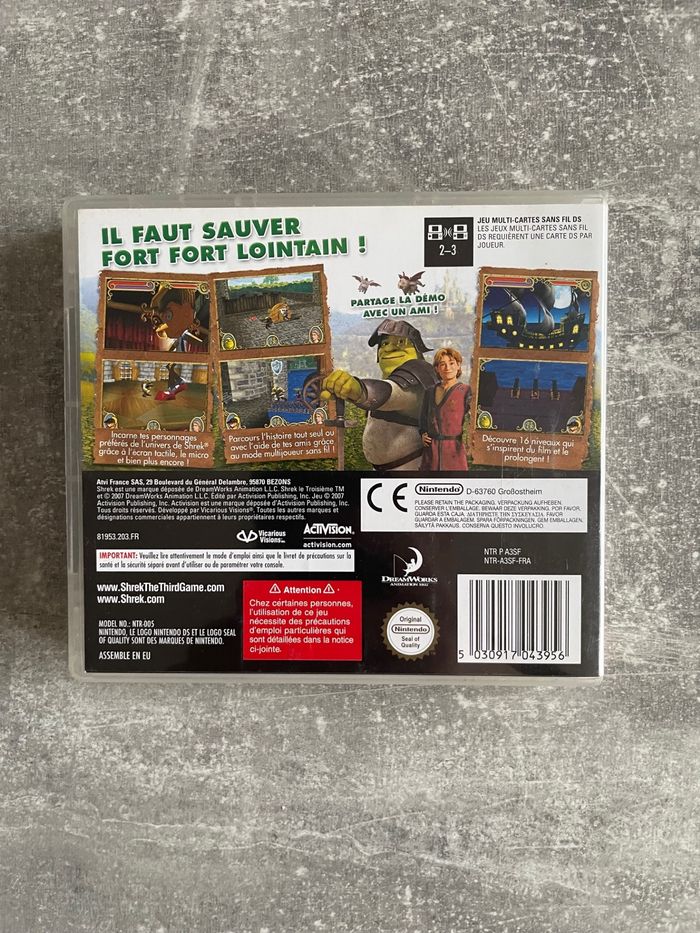 IL FAUT SAUVER
FORT FORT LOINTAIN !
2–3
JEU MULTI-CARTES SANS FIL DS
LES JEUX MULTI-CARTES SANS FIL
DS REQUIÈRENT UNE CARTE DS PAR
JOUEUR.
PARTAGE LA DÉMO
AVEC UN AMI !
Incarne tes personnages
préférés de l'univers de Shrek®
grâce à l'écran tactile, le micro
et bien plus encore !
Parcours l'histoire tout seul ou
avec l'aide de tes amis grâce
au mode multijoueur sans fil !
Découvre 16 niveaux qui
s'inspirent du film et le
prolongent !
Atvi France SAS, 29 Boulevard du Général Delambre, 95870 BEZONS
Shrek est une marque déposée de DreamWorks Animation L.L.C. Shrek le Troisième TM
et © 2007 DreamWorks Animation L.L.C. Edité par Activision Publishing, Inc. Jeu © 2007
Activision Publishing, Inc. Activision est une marque déposée d'Activision Publishing, Inc.
Tous droits réservés. Développé par Vicarious Visions®. Toutes les autres marques et
désignations commerciales appartiennent à leurs propriétaires respectifs.
81953.203.FR
Vicarious
Visions Inc.
ACTIVISION.
activision.com
IMPORTANT: Veuillez lire attentivement le mode d'emploi ainsi que le livret de précautions sur la
santé et la sécurité séparé avant d'utiliser ou de paramétrer votre console.
www.ShrekTheThirdGame.com
www.Shrek.com
MODEL NO.: NTR-005
NINTENDO, LE LOGO NINTENDO DS ET LE LOGO SEAL
OF QUALITY SONT DES MARQUES DE NINTENDO.
ASSEMBLE EN EU
Attention
Chez certaines personnes,
l'utilisation de ce jeu
nécessite des précautions
d'emploi particulières qui
sont détaillées dans la notice
ci-jointe.
CE
Nintendo D-63760 Großostheim
PLEASE RETAIN THE PACKAGING. VERPACKUNG AUFHEBEN.
CONSERVER L'EMBALLAGE. BEWAAR DEZE VERPAKKING. POR FAVOR
GUARDA ESTA CAJA. ΔΙΑΤΗΡΗΣΤΕ ΤΗΝ ΣΥΣΚΕΥΑΣΙΑ. FAVOR
GUARDAR A EMBALAGEM. SPARA FÖRPACKNINGEN. GEM EMBALLAGEN.
SÄILYTÄ PAKKAUS. CONSERVA QUESTO INVOLUCRO.
DREAMWORKS
ANIMATION SKG
NTR P A3SF
NTR-A3SF-FRA
Original
Nintendo
Seal of
Quality
5 030917 043956